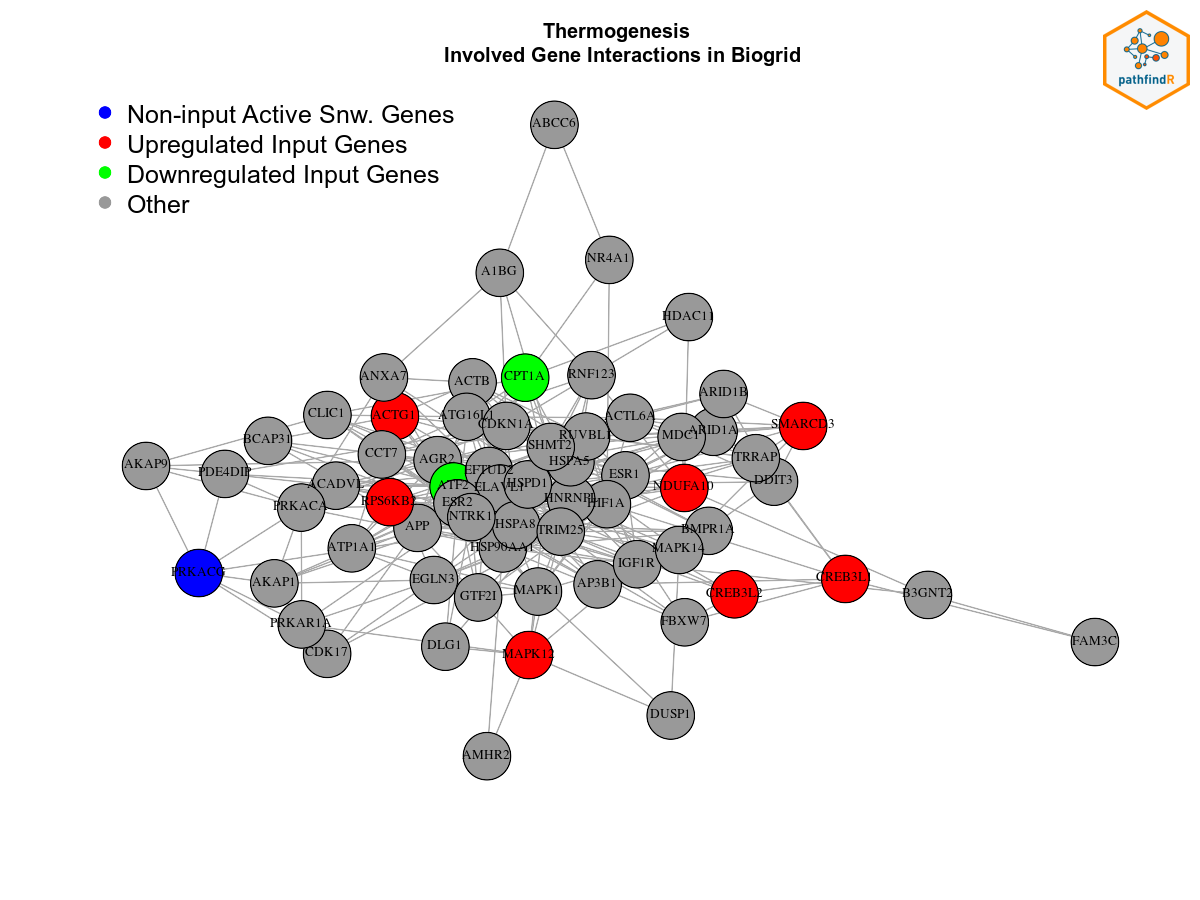 Thermogenesis
Involved Gene Interactions in Biogrid
pathfindR
Non-input Active Snw. Genes
Upregulated Input Genes
Downregulated Input Genes
Other
ABCC6
A1BG
NR4A1
HDAC11
ANXA7
ACTB
CPT1A
RNF123
ARID1B
CLIC1
ACTG1
ATG16L1
CDKN1A
ACTL6A
SMARCD3
BCAP31
RUVBL1
MDC1
ARID1A
CCT7
SHMT2
AKAP9
PDE4DIP
AGR2
EFTUD2
HSPA5
ESR1
TRRAP
ACADVL
ATF2
ELAVL1
HSPD1
NDUFA10
DDIT3
PRKACA
RPS6KB2
ESR2
HNRNPL
HIF1A
NTRK1
APP
HSPA8
TRIM25
BMPR1A
ATP1A1
HSP90AA1
MAPK14
PRKACG
AKAP1
EGLN3
IGF1R
CREB3L1
GTF2I
MAPK1
AP3B1
CREB3L2
B3GNT2
PRKAR1A
FBXW7
CDK17
DLG1
MAPK12
FAM3C
DUSP1
AMHR2